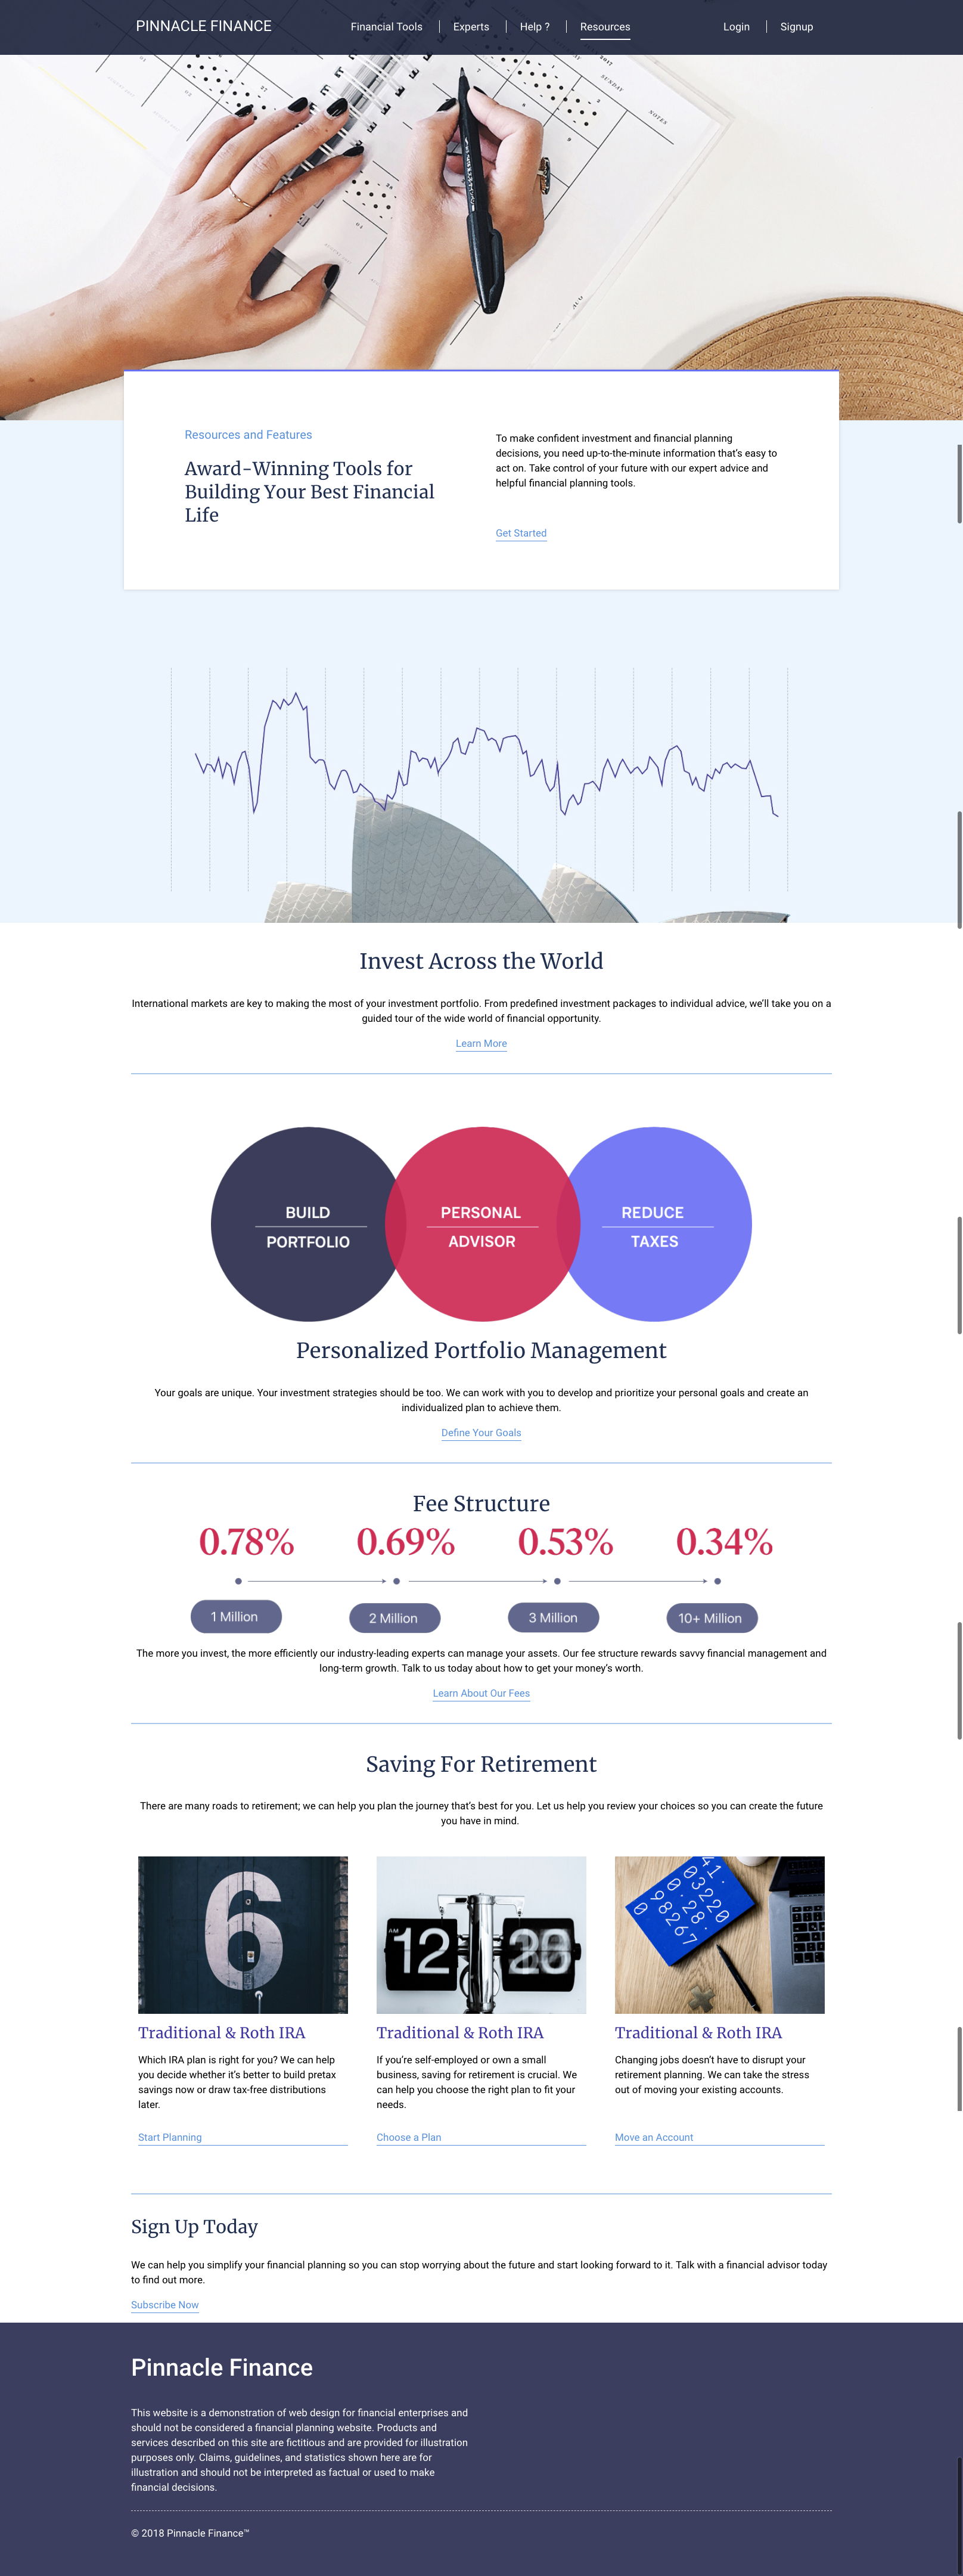 PINNACLE FINANCE
Financial Tools
Experts
Help ?
Resources
Login
Signup
SUNDAY
NOTES
Resources and Features
Award-Winning Tools for
Building Your Best Financial
Life
To make confident investment and financial planning
decisions, you need up-to-the-minute information that’s easy to
act on. Take control of your future with our expert advice and
helpful financial planning tools.
Get Started
Invest Across the World
International markets are key to making the most of your investment portfolio. From predefined investment packages to individual advice, we’ll take you on a
guided tour of the wide world of financial opportunity.
Learn More
BUILD
PORTFOLIO
PERSONAL
ADVISOR
REDUCE
TAXES
Personalized Portfolio Management
Your goals are unique. Your investment strategies should be too. We can work with you to develop and prioritize your personal goals and create an
individualized plan to achieve them.
Define Your Goals
Fee Structure
0.78% 0.69% 0.53% 0.34%
1 Million 2 Million 3 Million 10+ Million
The more you invest, the more efficiently our industry-leading experts can manage your assets. Our fee structure rewards savvy financial management and
long-term growth. Talk to us today about how to get your money’s worth.
Learn About Our Fees
Saving For Retirement
There are many roads to retirement; we can help you plan the journey that’s best for you. Let us help you review your choices so you can create the future
you have in mind.
6
AM
12
41.
03220
0.28.
98267
0
Traditional & Roth IRA
Which IRA plan is right for you? We can help
you decide whether it’s better to build pretax
savings now or draw tax-free distributions
later.
Start Planning
Traditional & Roth IRA
If you’re self-employed or own a small
business, saving for retirement is crucial. We
can help you choose the right plan to fit your
needs.
Choose a Plan
Traditional & Roth IRA
Changing jobs doesn’t have to disrupt your
retirement planning. We can take the stress
out of moving your existing accounts.
Move an Account
Sign Up Today
We can help you simplify your financial planning so you can stop worrying about the future and start looking forward to it. Talk with a financial advisor today
to find out more.
Subscribe Now
Pinnacle Finance
This website is a demonstration of web design for financial enterprises and
should not be considered a financial planning website. Products and
services described on this site are fictitious and are provided for illustration
purposes only. Claims, guidelines, and statistics shown here are for
illustration and should not be interpreted as factual or used to make
financial decisions.
© 2018 Pinnacle Finance™